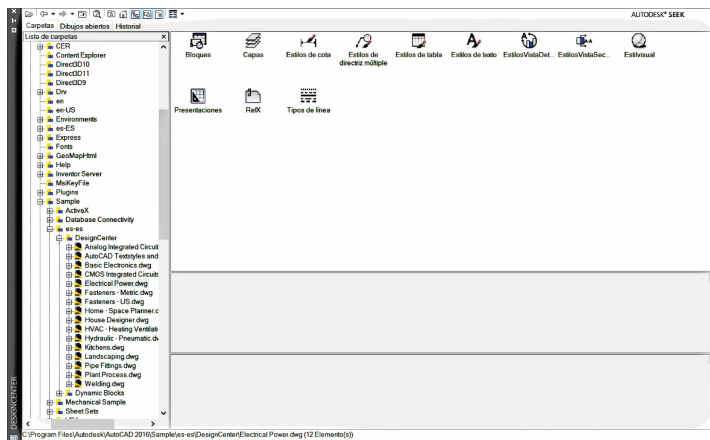 AUTODESK® SEEK
Carpetas Dibujos abiertos Historial
Lista de carpetas
CER
Content Explorer
Direct3D10
Direct3D11
Direct3D9
Drv
en
en-US
Environments
es-ES
Express
Fonts
GeoMapHtml
Help
Inventor Server
MsiKeyFile
Plugins
Sample
ActiveX
Database Connectivity
es-es
DesignCenter
Analog Integrated Circuit
AutoCAD Textstyles and
Basic Electronics.dwg
CMOS Integrated Circuits
Electrical Power.dwg
Fasteners - Metric.dwg
Fasteners - US.dwg
Home - Space Planner.c
House Designer.dwg
HVAC - Heating Ventilati
Hydraulic - Pneumatic.dv
Kitchens.dwg
Landscaping.dwg
Pipe Fittings.dwg
Plant Process.dwg
Welding.dwg
Dynamic Blocks
Mechanical Sample
Sheet Sets
Bloques
Capas
Estilos de cota
Estilos de
directriz múltiple
Estilos de tabla
Estilos de texto
EstilosVistaDet...
EstilosVistaSec...
Estilvisual
Presentaciones
RefX
Tipos de línea
DESIGNCENTER
C:\Program Files\Autodesk\AutoCAD 2016\Sample\es-es\DesignCenter\Electrical Power.dwg (12 Elemento(s))